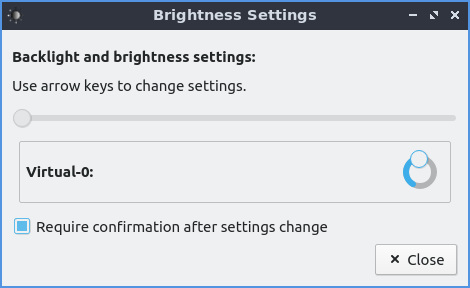 Brightness Settings
Backlight and brightness settings:
Use arrow keys to change settings.
Virtual-0:
Require confirmation after settings change
Close